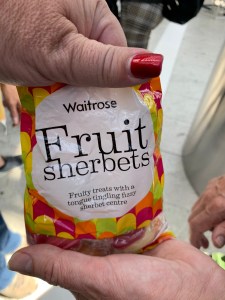 Waitrose
Fruit
sherbets
Fruity treats with a
tongue tingling fizzy
sherbet centre